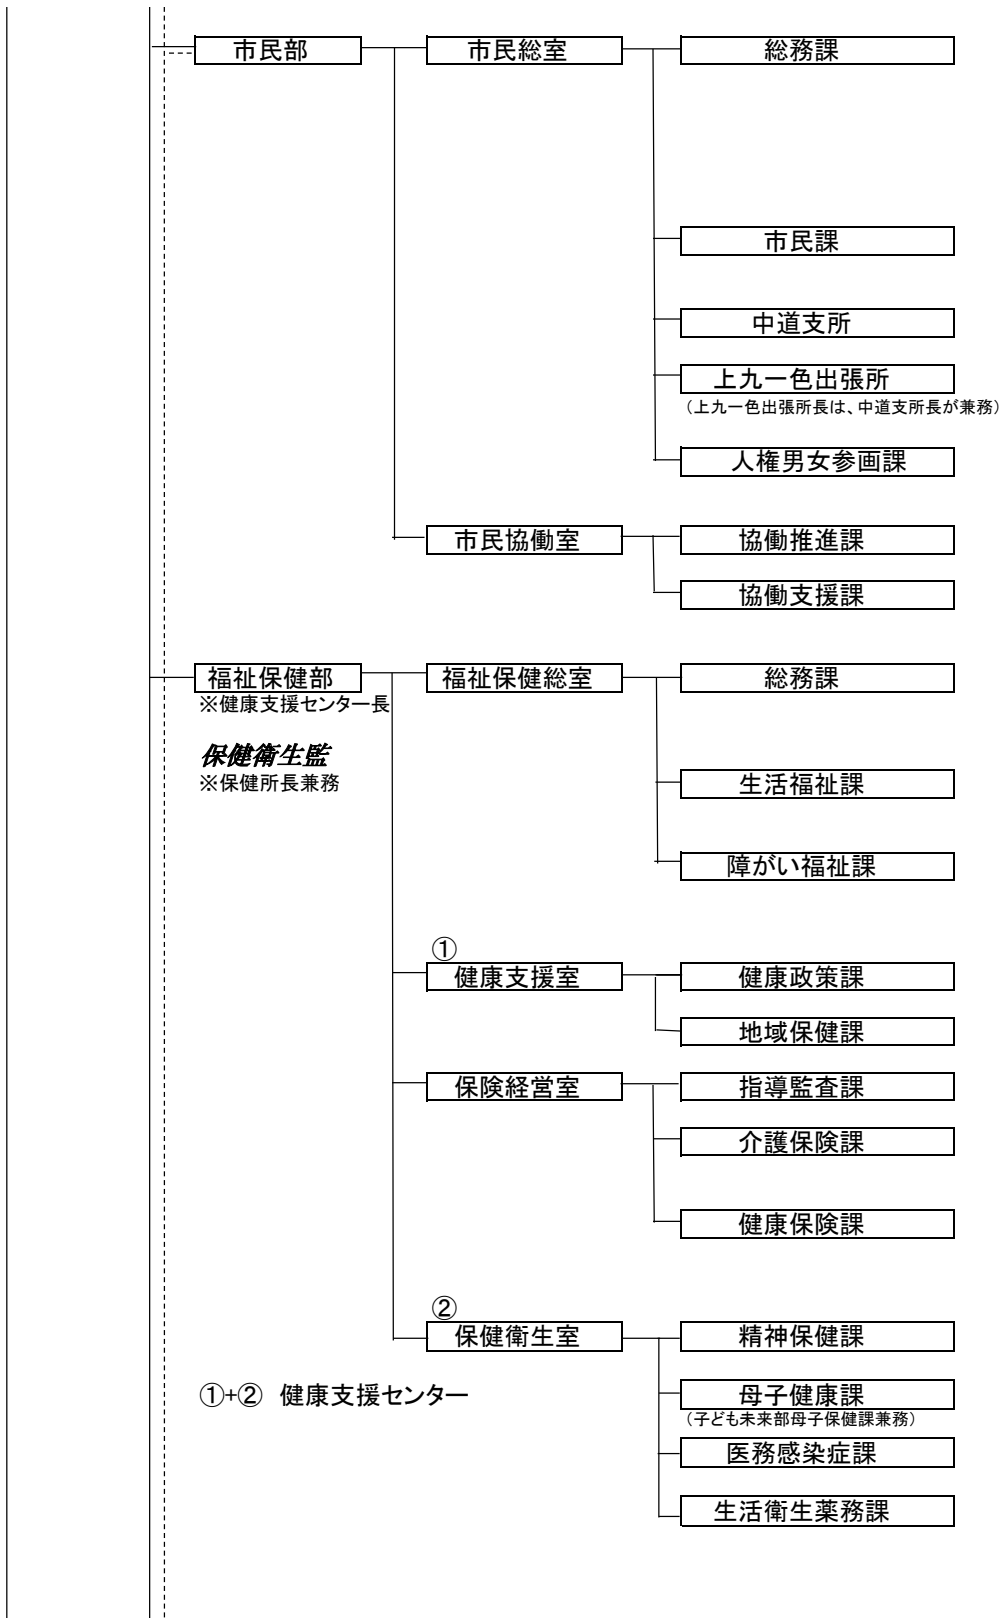 市民部
市民総室
総務課
市民課
中道支所
上九一色出張所
（上九一色出張所長は、中道支所長が兼務）
人権男女参画課
市民協働室
協働推進課
協働支援課
福祉保健部
福祉保健総室
総務課
※健康支援センター長
保健衛生監
※保健所長兼務
生活福祉課
障がい福祉課
①
健康支援室
健康政策課
地域保健課
保険経営室
指導監査課
介護保険課
健康保険課
②
保健衛生室
精神保健課
①+② 健康支援センター
母子健康課
（子ども未来部母子保健課兼務）
医務感染症課
生活衛生薬務課